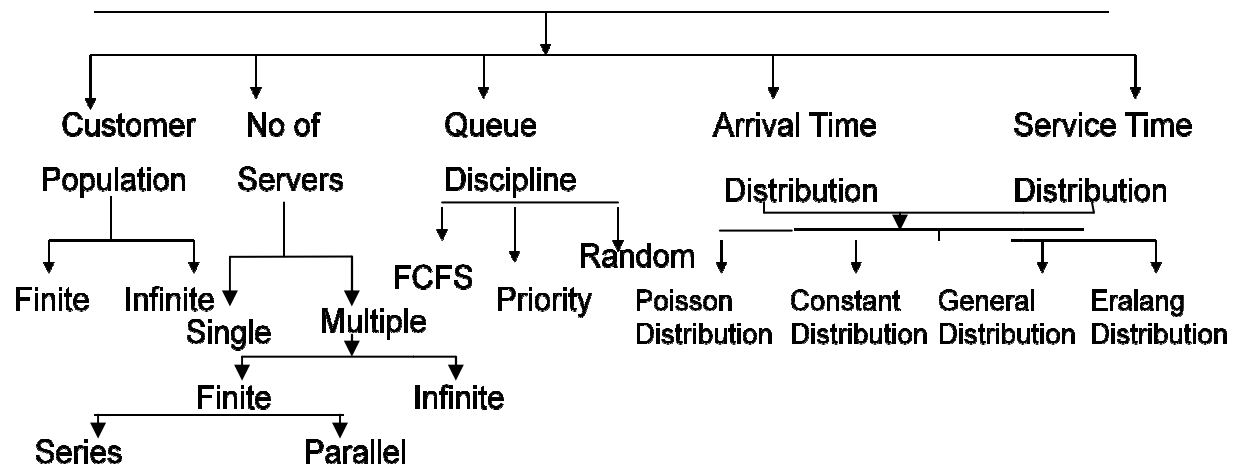 Customer
Population
No of
Servers
Queue
Discipline
Arrival Time
Distribution
Service Time
Distribution
Finite
Infinite
Single
Multiple
FCFS
Priority
Random
Poisson
Distribution
Constant
Distribution
General
Distribution
Eralang
Distribution
Finite
Infinite
Series
Parallel